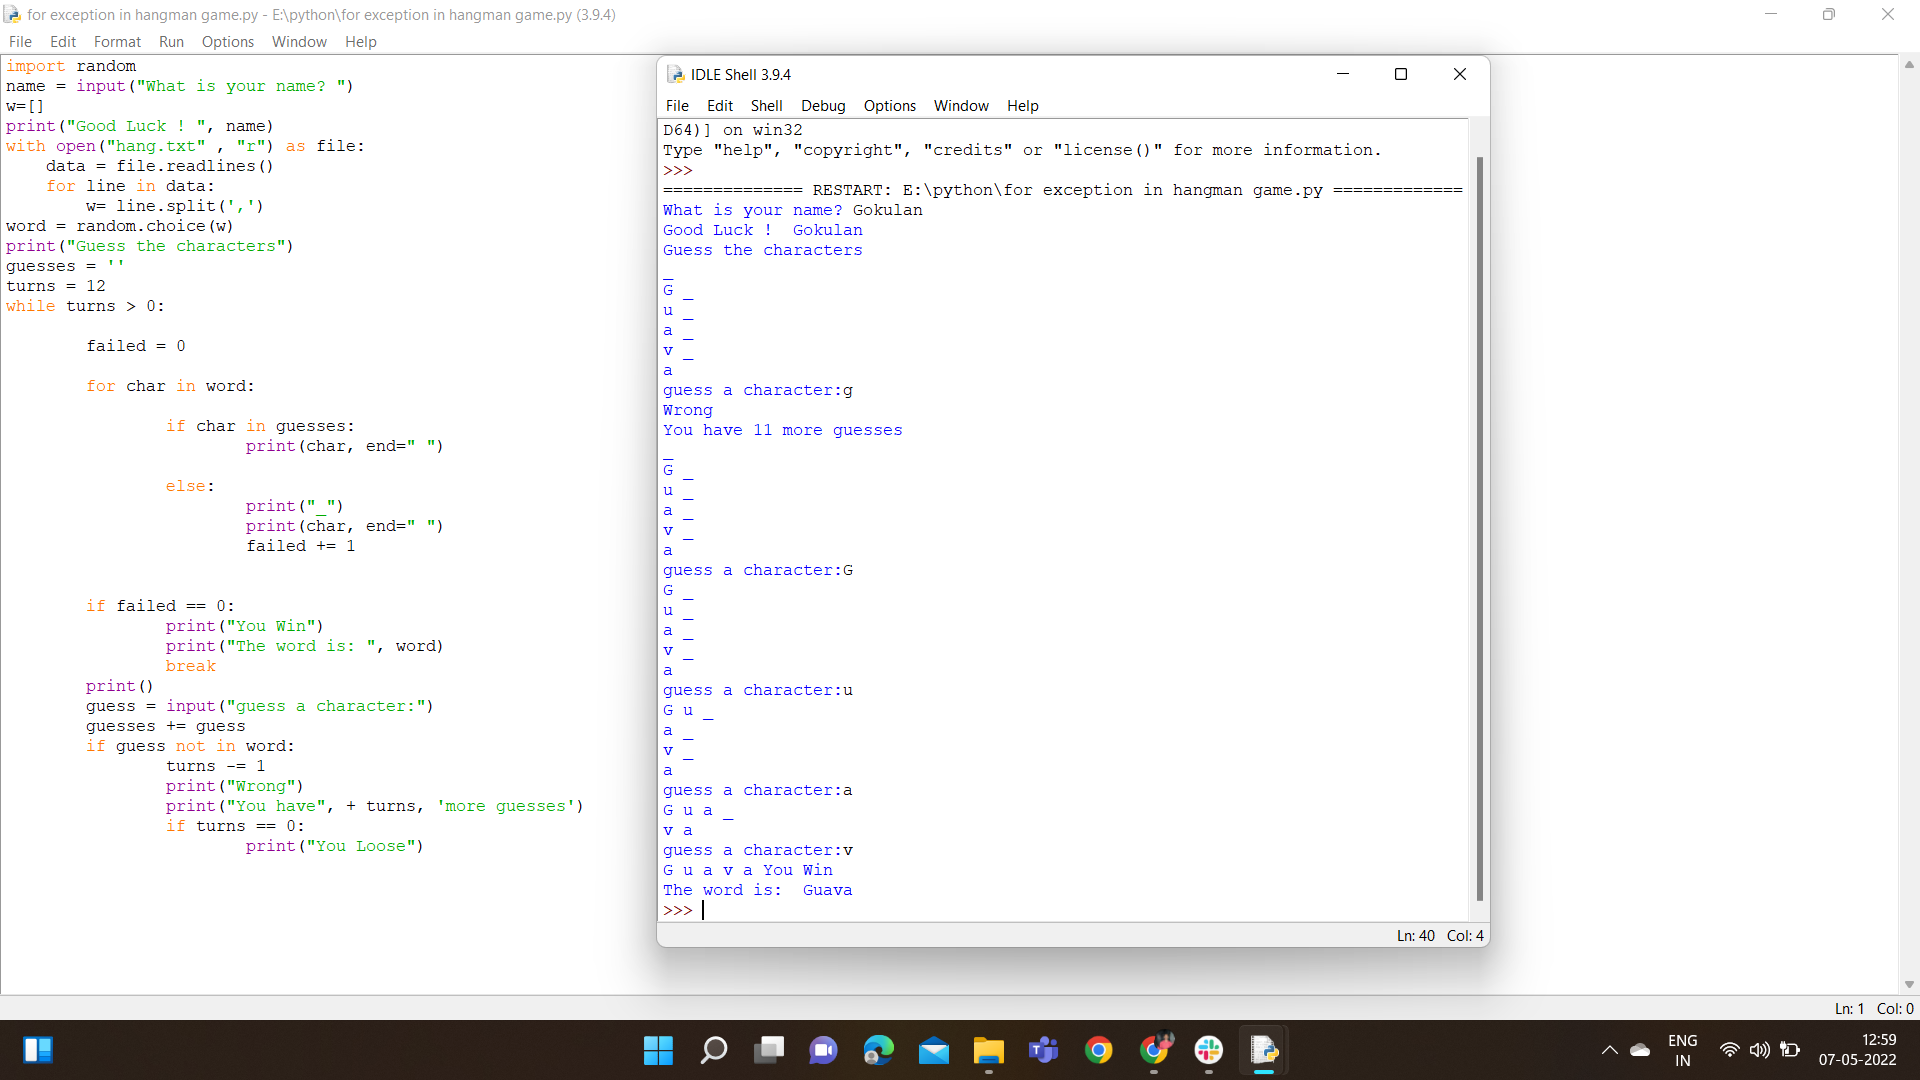 for exception in hangman game.py - E:\python\for exception in hangman game.py (3.9.4)
File Edit Format Run Options Window Help
import random
name = input("What is your name? ")
w=[]
print("Good Luck ! ", name)
with open("hang.txt" , "r") as file:
    data = file.readlines()
    for line in data:
        w= line.split(',')
word = random.choice(w)
print("Guess the characters")
guesses = ''
turns = 12
while turns > 0:
        failed = 0
        for char in word:
                if char in guesses:
                        print(char, end=" ")
                else:
                        print("_")
                        print(char, end=" ")
                        failed += 1
        if failed == 0:
                print("You Win")
                print("The word is: ", word)
                break
        print()
        guess = input("guess a character:")
        guesses += guess
        if guess not in word:
                turns -= 1
                print("Wrong")
                print("You have", + turns, 'more guesses')
                if turns == 0:
                        print("You Loose")
IDLE Shell 3.9.4
File Edit Shell Debug Options Window Help
D64)] on win32
Type "help", "copyright", "credits" or "license()" for more information.
>>>
============== RESTART: E:\python\for exception in hangman game.py =============
What is your name? Gokulan
Good Luck !  Gokulan
Guess the characters
_
G _
u _
a _
v _
a
guess a character:g
Wrong
You have 11 more guesses
_
G _
u _
a _
v _
a
guess a character:G
G _
u _
a _
v _
a
guess a character:u
G u _
a _
v _
a
guess a character:a
G u a _
v a
guess a character:v
G u a v a You Win
The word is:  Guava
>>>
Ln: 40 Col: 4
Ln: 1 Col: 0
ENG
IN
12:59
07-05-2022